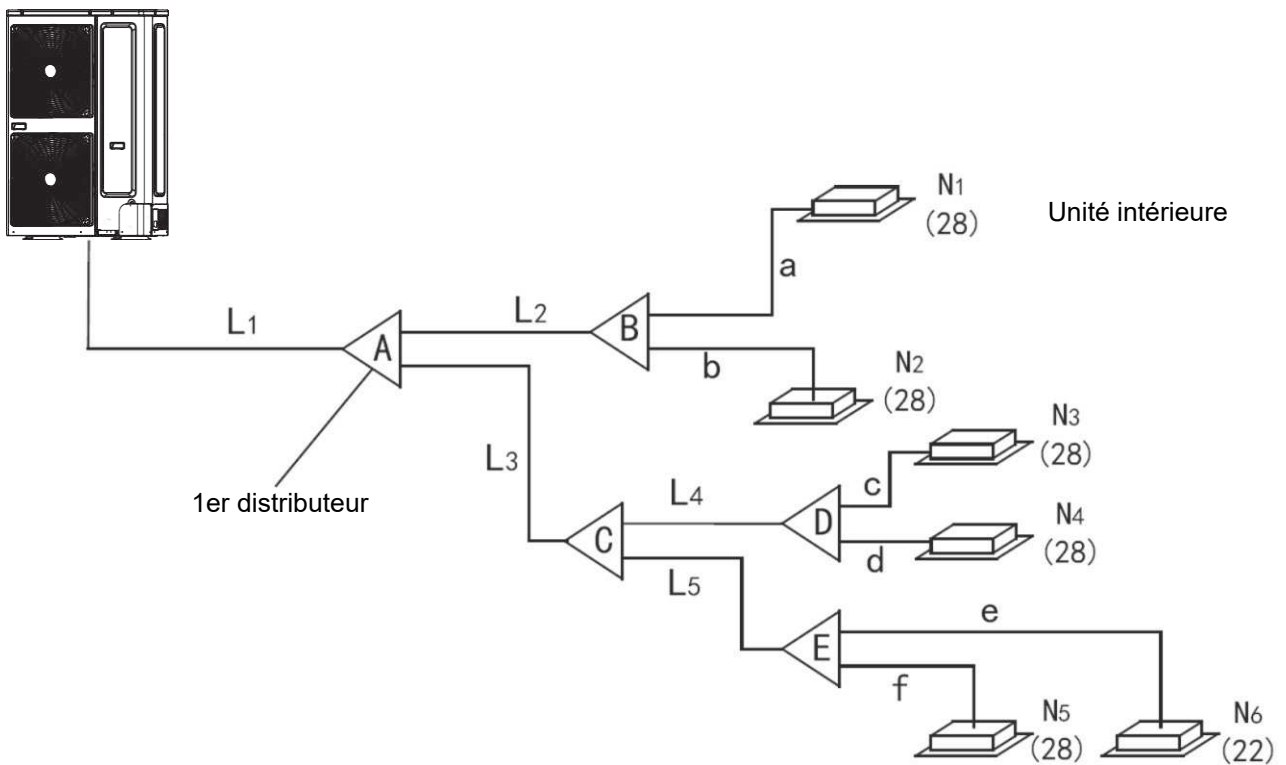 N1
(28)
Unité intérieure
a
L1
A
L2
B
b
N2
(28)
N3
(28)
L3
1er distributeur
L4
c
C
D
d
N4
(28)
L5
e
E
f
N5
(28)
N6
(22)